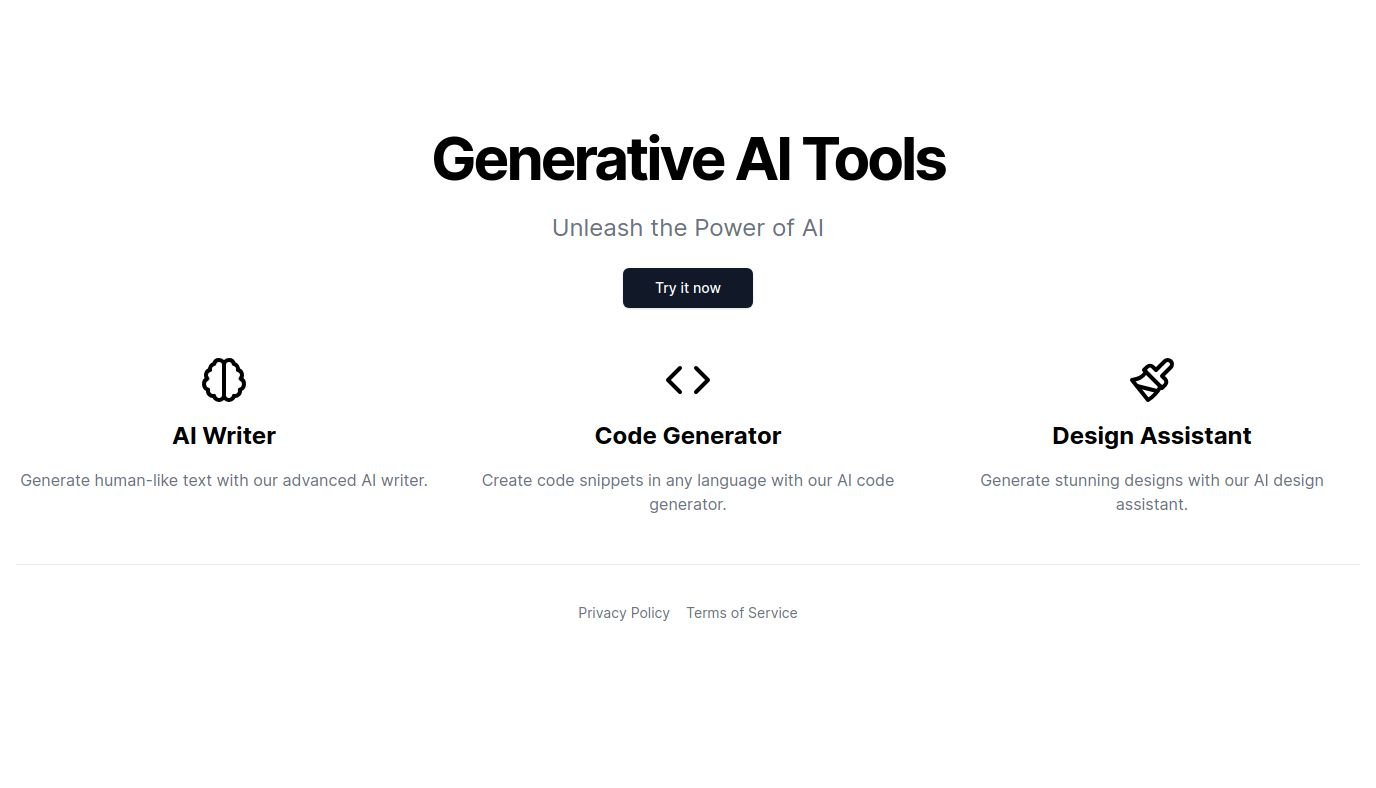 Generative AI Tools
Unleash the Power of AI
Try it now
AI Writer
Generate human-like text with our advanced AI writer.
Code Generator
Create code snippets in any language with our AI code
generator.
Design Assistant
Generate stunning designs with our AI design
assistant.
Privacy Policy
Terms of Service